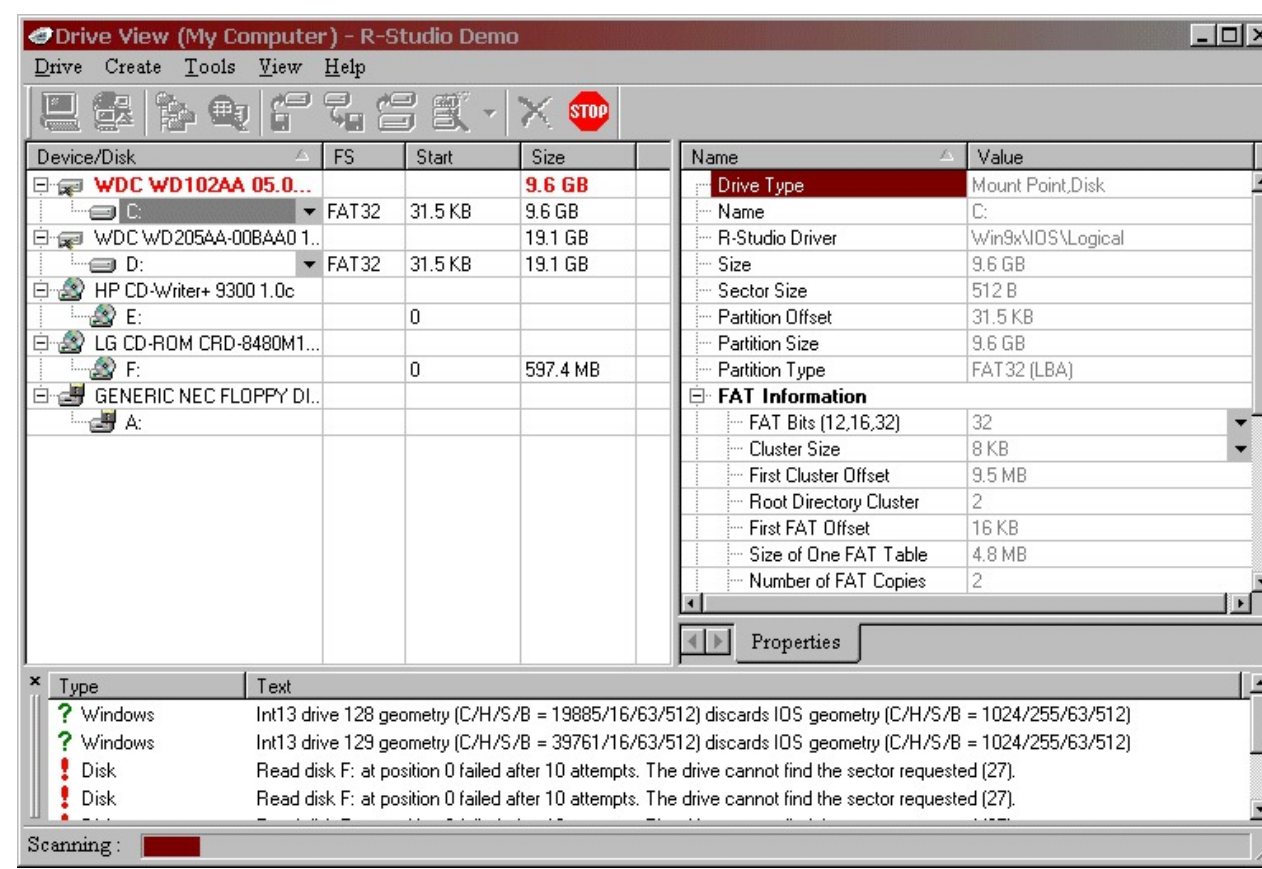 Drive View (My Computer) - R-Studio Demo
Drive Create Tools View Help
STOP
Device/Disk FS Start Size
WDC WD102AA 05.0... 9.6 GB
C: FAT32 31.5 KB 9.6 GB
WDC WD205AA-00BAA0 1.. 19.1 GB
D: FAT32 31.5 KB 19.1 GB
HP CD-Writer+ 9300 1.0c
E: 0
LG CD-ROM CRD-8480M1...
F: 0 597.4 MB
GENERIC NEC FLOPPY DI..
A:
Name Value
Drive Type Mount Point,Disk
Name C:
R-Studio Driver Win9x\IOS\Logical
Size 9.6 GB
Sector Size 512 B
Partition Offset 31.5 KB
Partition Size 9.6 GB
Partition Type FAT32 (LBA)
FAT Information
FAT Bits (12,16,32) 32
Cluster Size 8 KB
First Cluster Offset 9.5 MB
Root Directory Cluster 2
First FAT Offset 16 KB
Size of One FAT Table 4.8 MB
Number of FAT Copies 2
Properties
Type Text
? Windows Int13 drive 128 geometry (C/H/S/B = 19885/16/63/512) discards IOS geometry (C/H/S/B = 1024/255/63/512)
? Windows Int13 drive 129 geometry (C/H/S/B = 39761/16/63/512) discards IOS geometry (C/H/S/B = 1024/255/63/512)
! Disk Read disk F: at position 0 failed after 10 attempts. The drive cannot find the sector requested (27).
! Disk Read disk F: at position 0 failed after 10 attempts. The drive cannot find the sector requested (27).
Scanning :